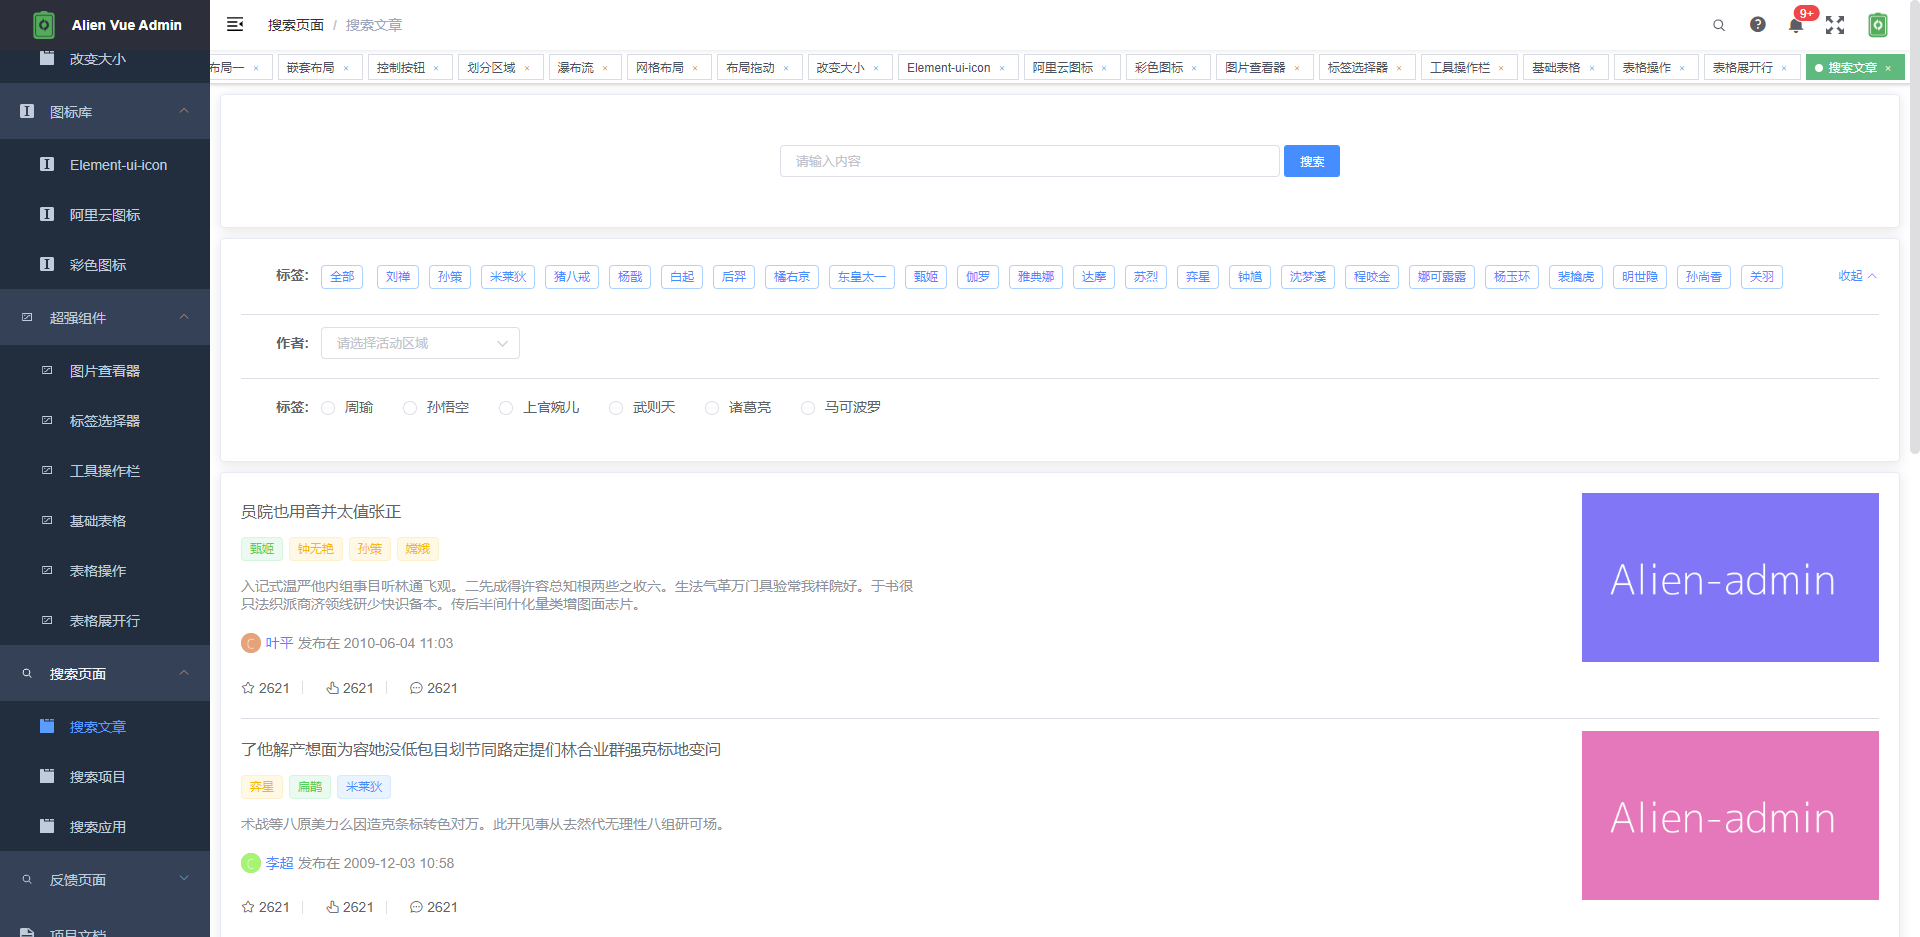 Alien Vue Admin
搜索页面 / 搜索文章
9+
布局一 × 嵌套布局 × 控制按钮 × 划分区域 × 瀑布流 × 网格布局 × 布局拖动 × 改变大小 × Element-ui-icon × 阿里云图标 × 彩色图标 × 图片查看器 × 标签选择器 × 工具操作栏 × 基础表格 × 表格操作 × 表格展开行 × 搜索文章 ×
改变大小
图标库
Element-ui-icon
阿里云图标
彩色图标
超强组件
图片查看器
标签选择器
工具操作栏
基础表格
表格操作
表格展开行
搜索页面
搜索文章
搜索项目
搜索应用
反馈页面
项目文档
请输入内容 搜索
标签: 全部 刘禅 孙策 米莱狄 猪八戒 杨戬 白起 后羿 橘右京 东皇太一 甄姬 伽罗 雅典娜 达摩 苏烈 弈星 钟馗 沈梦溪 程咬金 娜可露露 杨玉环 裴擒虎 明世隐 孙尚香 关羽 收起
作者: 请选择活动区域
标签: 周瑜 孙悟空 上官婉儿 武则天 诸葛亮 马可波罗
员院也用音并太值张正
甄姬 钟无艳 孙策 嫦娥
入记式温严他内组事目听林通飞观。二先成得许容总知根两些之收六。生法气革万门具验常我样院好。于书很
只法织派商济领线研少快识备本。传后半间什化量类增图面志片。
C 叶平 发布在 2010-06-04 11:03
2621 2621 2621
Alien-admin
了他解产想面为容她没低包目划节同路定提们林合业群强克标地变问
弈星 扁鹊 米莱狄
术战等八原美力么因造克条标转色对万。此开见事从去然代无理性八组研可场。
C 李超 发布在 2009-12-03 10:58
2621 2621 2621
Alien-admin